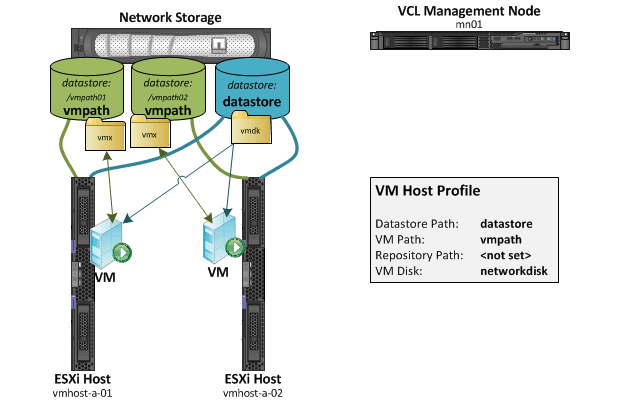 Network Storage
VCL Management Node
mn01
datastore:
/vmpath01
vmpath
datastore:
/vmpath02
vmpath
datastore:
datastore
vmx
vmx
vmdk
VM Host Profile
Datastore Path: datastore
VM Path: vmpath
Repository Path: <not set>
VM Disk: networkdisk
VM
VM
ESXi Host
vmhost-a-01
ESXi Host
vmhost-a-02